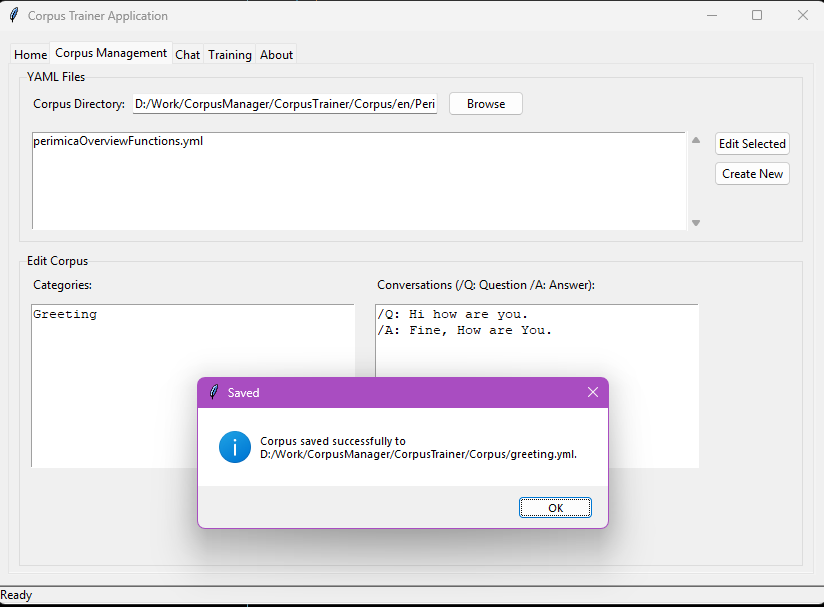 Corpus Trainer Application
Home Corpus Management Chat Training About
YAML Files
Corpus Directory: D:/Work/CorpusManager/CorpusTrainer/Corpus/en/Peri Browse
perimicaOverviewFunctions.yml
Edit Selected
Create New
Edit Corpus
Categories:
Conversations (/Q: Question /A: Answer):
Greeting
/Q: Hi how are you.
/A: Fine, How are You.
Saved
Corpus saved successfully to
D:/Work/CorpusManager/CorpusTrainer/Corpus/greeting.yml.
OK
Ready